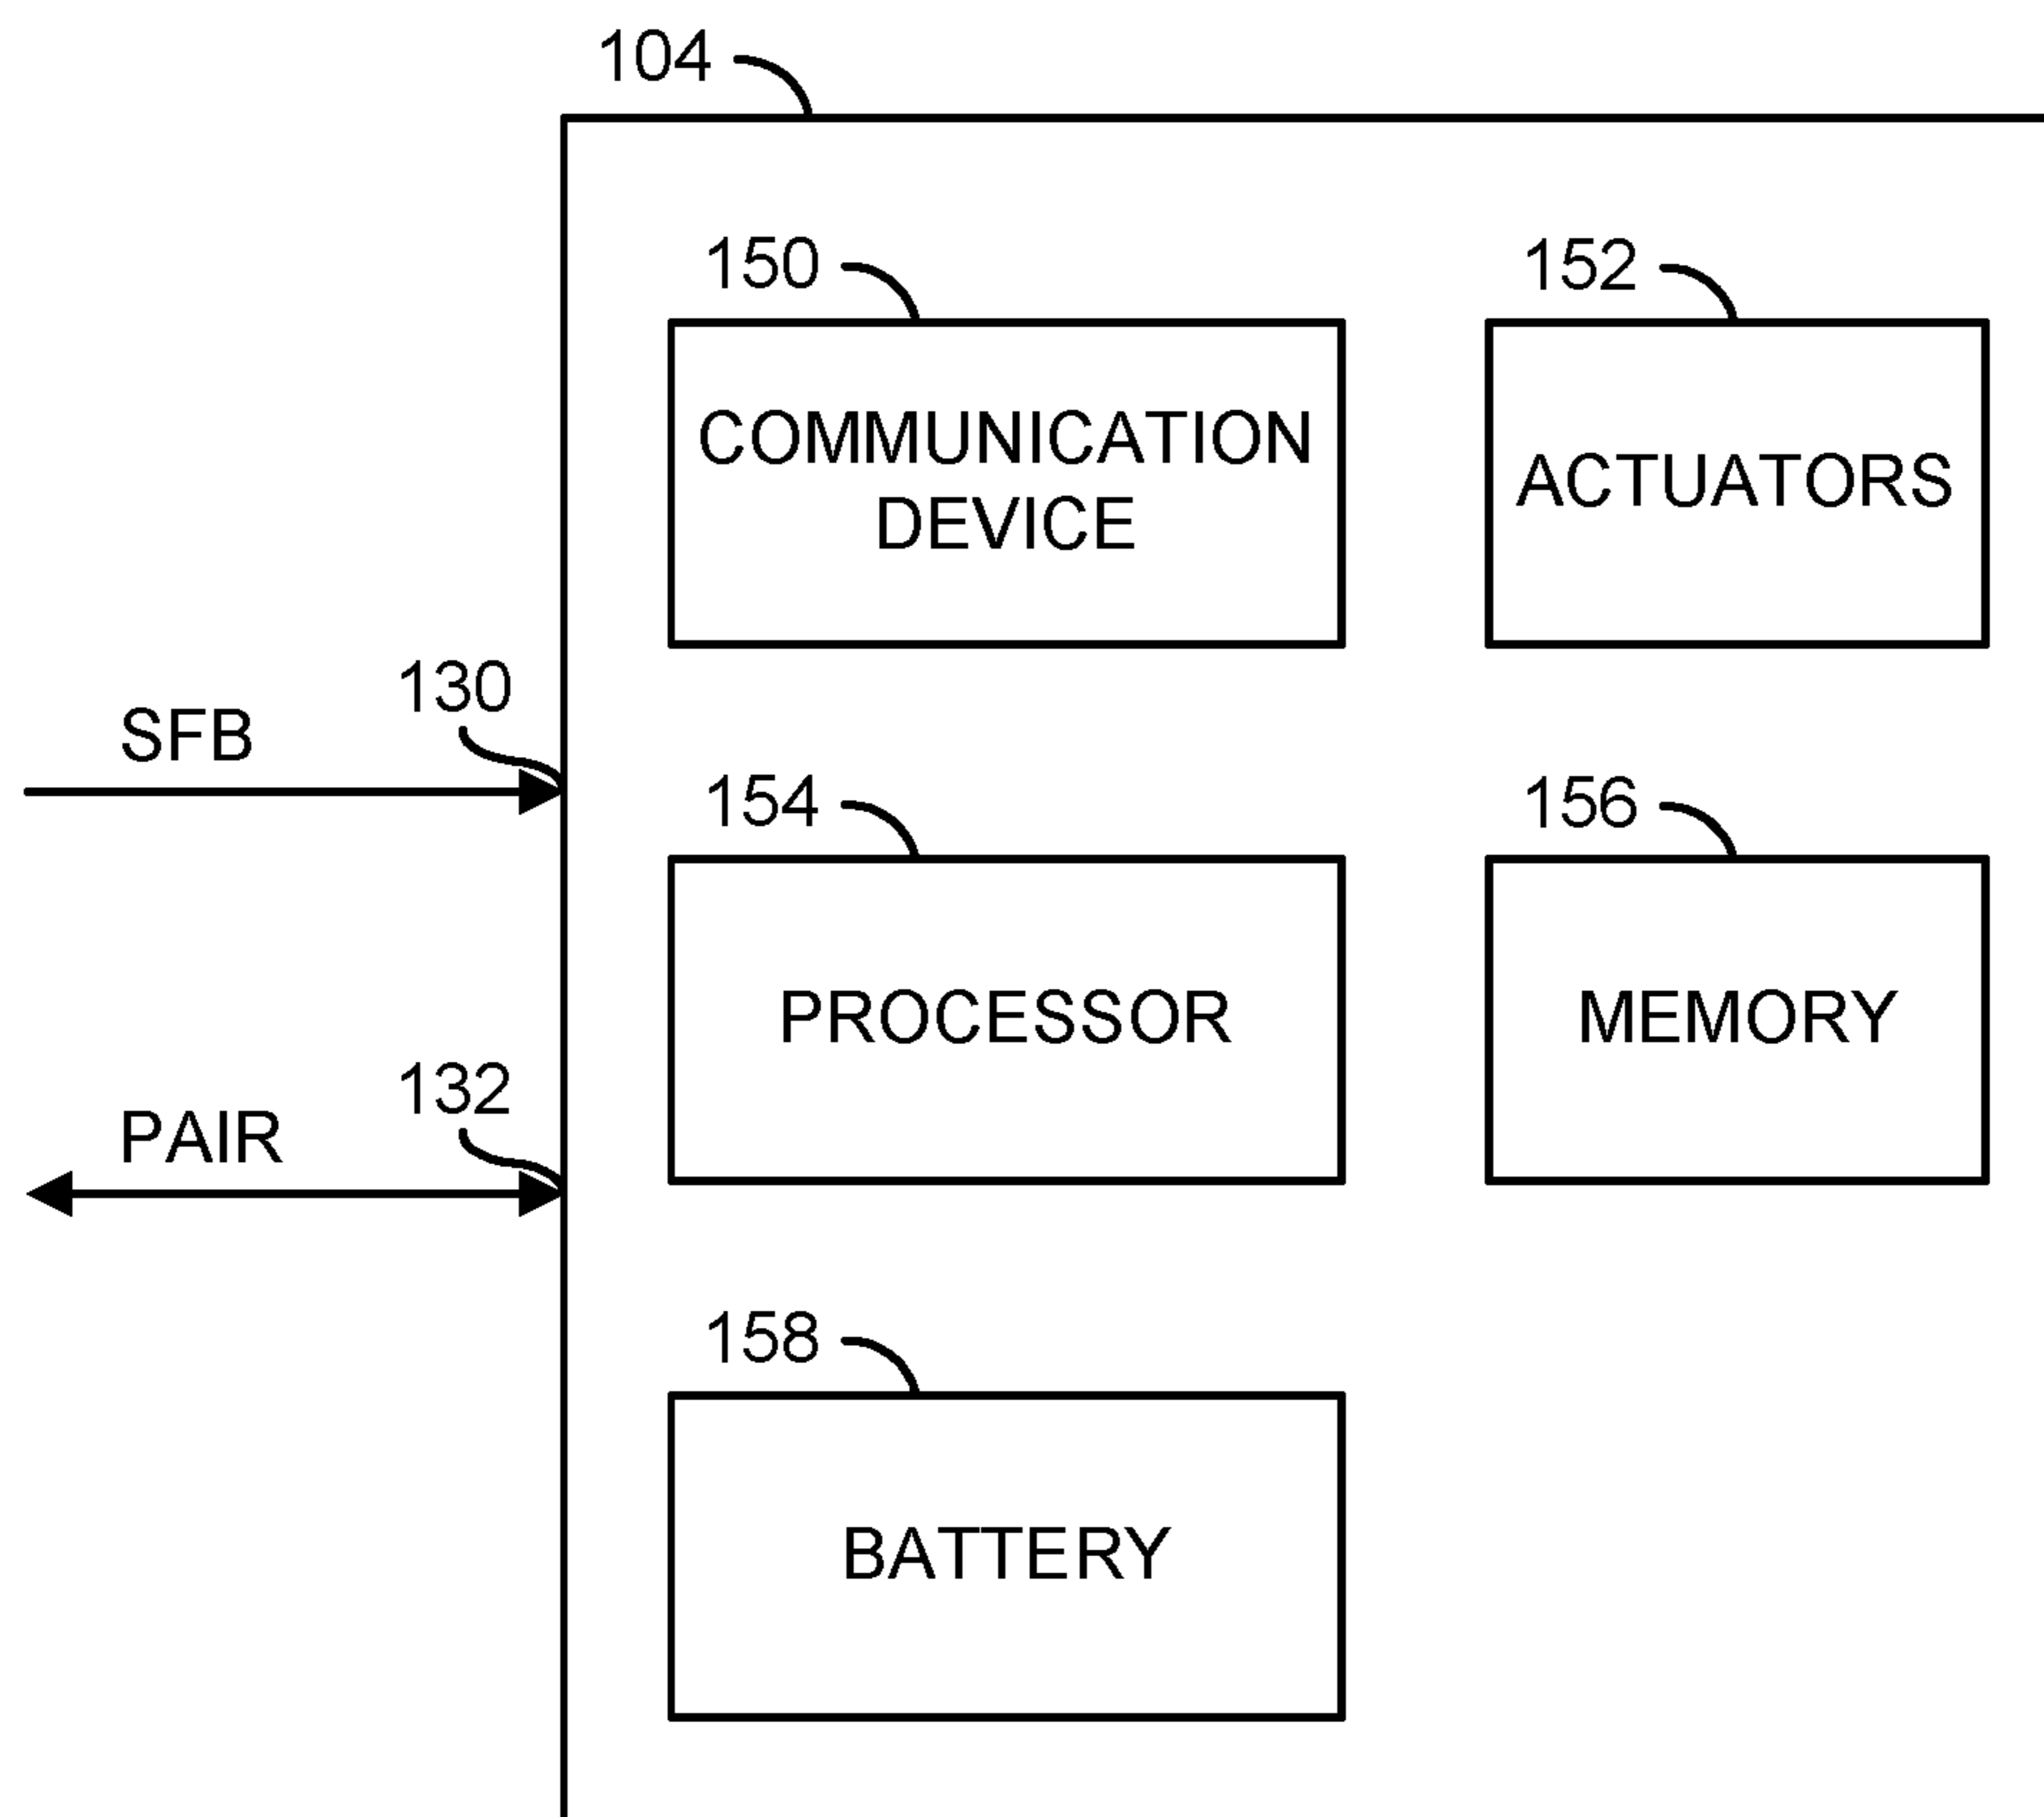 104
150
152
COMMUNICATION
DEVICE
ACTUATORS
130
SFB
154
156
PROCESSOR
MEMORY
132
PAIR
158
BATTERY